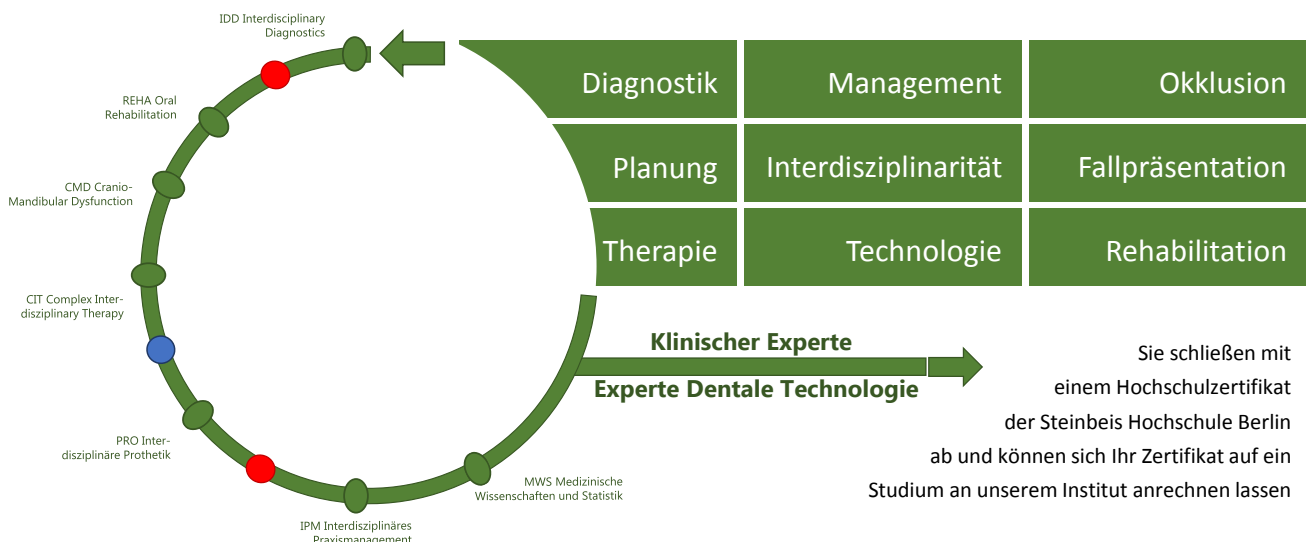 IDD Interdisciplinary
Diagnostics
REHA Oral
Rehabilitation
CMD Cranio-
Mandibular Dysfunction
CIT Complex Inter-
disziplinary Therapy
PRO Inter-
disziplinäre Prothetik
IPM Interdisziplinäres
Praxismanagement
MWS Medizinische
Wissenschaften und Statistik
Diagnostik Management Okklusion
Planung Interdisziplinarität Fallpräsentation
Therapie Technologie Rehabilitation
Klinischer Experte
Experte Dentale Technologie
Sie schließen mit
einem Hochschulzertifikat
der Steinbeis Hochschule Berlin
ab und können sich Ihr Zertifikat auf ein
Studium an unserem Institut anrechnen lassen